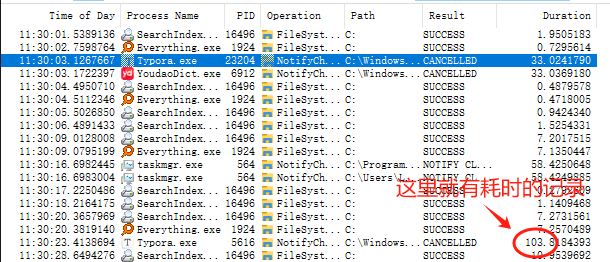 Time of Day Process Name PID Operation Path Result Duration
11:30:01.5389136 SearchIndex... 16496 FileSyst... C: SUCCESS 1.9505183
11:30:02.7598764 Everything.exe 1924 FileSyst... C: SUCCESS 0.7295614
11:30:03.1267667 Typora.exe 23204 NotifyCh... C:\Windows... CANCELLED 33.0241790
11:30:03.1722397 YoudaoDict.exe 6912 NotifyCh... C:\Windows... CANCELLED 33.0369180
11:30:04.4950710 SearchIndex... 16496 FileSyst... C: SUCCESS 0.4879578
11:30:04.5112346 Everything.exe 1924 FileSyst... C: SUCCESS 0.4718005
11:30:05.5026850 SearchIndex... 16496 FileSyst... C: SUCCESS 0.9424340
11:30:06.4891433 SearchIndex... 16496 FileSyst... C: SUCCESS 1.5254331
11:30:09.0128008 SearchIndex... 16496 FileSyst... C: SUCCESS 7.2017515
11:30:09.0795199 Everything.exe 1924 FileSyst... C: SUCCESS 7.1350447
11:30:16.6982445 taskmgr.exe 564 NotifyCh... C:\Program... NOTIFY CL... 58.4250648
11:30:16.6983004 taskmgr.exe 564 NotifyCh... C:\Users\L... NOTIFY CL...
11:30:17.2250486 SearchIndex... 16496 FileSyst... C: SUCCESS
11:30:18.2164175 SearchIndex... 16496 FileSyst... C: SUCCESS 1.1409468
11:30:20.3657969 SearchIndex... 16496 FileSyst... C: SUCCESS 7.2731561
11:30:20.3819140 Everything.exe 1924 FileSyst... C: SUCCESS 7.2570489
11:30:23.4138694 Typora.exe 5616 NotifyCh... C:\Windows... CANCELLED 103.8184393
11:30:28.6494276 SearchIndex... 16496 FileSyst... C: SUCCESS 10.9539692
这里就有耗时的记录